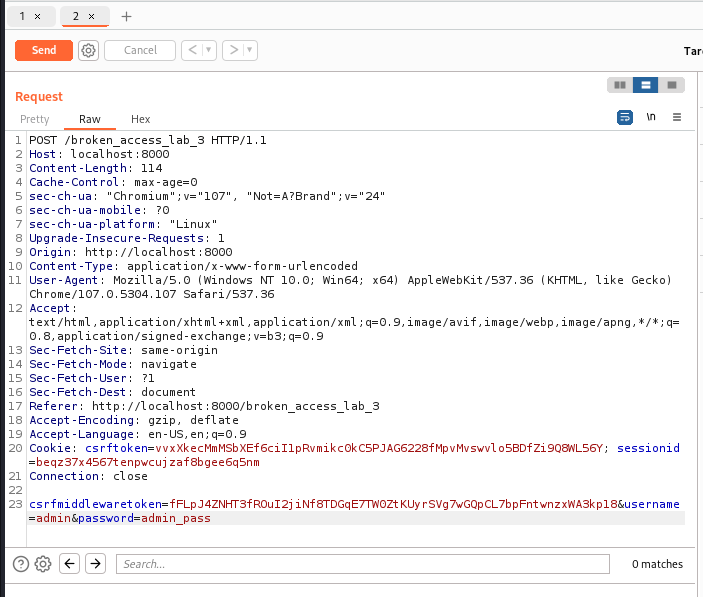 1 × 2 × +
Send Cancel < > Targ
Request
Pretty Raw Hex \n
1 POST /broken_access_lab_3 HTTP/1.1
2 Host: localhost:8000
3 Content-Length: 114
4 Cache-Control: max-age=0
5 sec-ch-ua: "Chromium";v="107", "Not=A?Brand";v="24"
6 sec-ch-ua-mobile: ?0
7 sec-ch-ua-platform: "Linux"
8 Upgrade-Insecure-Requests: 1
9 Origin: http://localhost:8000
10 Content-Type: application/x-www-form-urlencoded
11 User-Agent: Mozilla/5.0 (Windows NT 10.0; Win64; x64) AppleWebKit/537.36 (KHTML, like Gecko)
Chrome/107.0.5304.107 Safari/537.36
12 Accept:
text/html,application/xhtml+xml,application/xml;q=0.9,image/avif,image/webp,image/apng,*/*;q=
0.8,application/signed-exchange;v=b3;q=0.9
13 Sec-Fetch-Site: same-origin
14 Sec-Fetch-Mode: navigate
15 Sec-Fetch-User: ?1
16 Sec-Fetch-Dest: document
17 Referer: http://localhost:8000/broken_access_lab_3
18 Accept-Encoding: gzip, deflate
19 Accept-Language: en-US,en;q=0.9
20 Cookie: csrftoken=vvxXkecMmMSbXEf6ciI1pRvmikc0kC5PJAG6228fMpvMvswvlo5BDfZi9Q8WL56Y; sessionid
=beqz37x4567tenpwcujzaf8bgee6q5nm
21 Connection: close
22
23 csrfmiddlewaretoken=fFLpJ4ZNHT3fROuI2jiNf8TDGqE7TW0ZtKUyrSVg7wGQpCL7bpFntwnzxWA3kp18&username
=admin&password=admin_pass
? Search... 0 matches